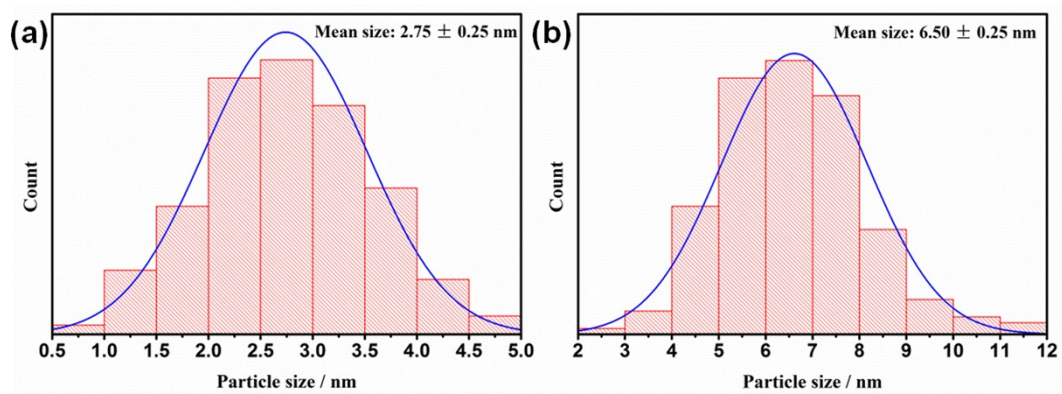 (a)
Mean size: 2.75 ± 0.25 nm
Count
0.5 1.0 1.5 2.0 2.5 3.0 3.5 4.0 4.5 5.0
Particle size / nm
(b)
Mean size: 6.50 ± 0.25 nm
Count
2 3 4 5 6 7 8 9 10 11 12
Particle size / nm